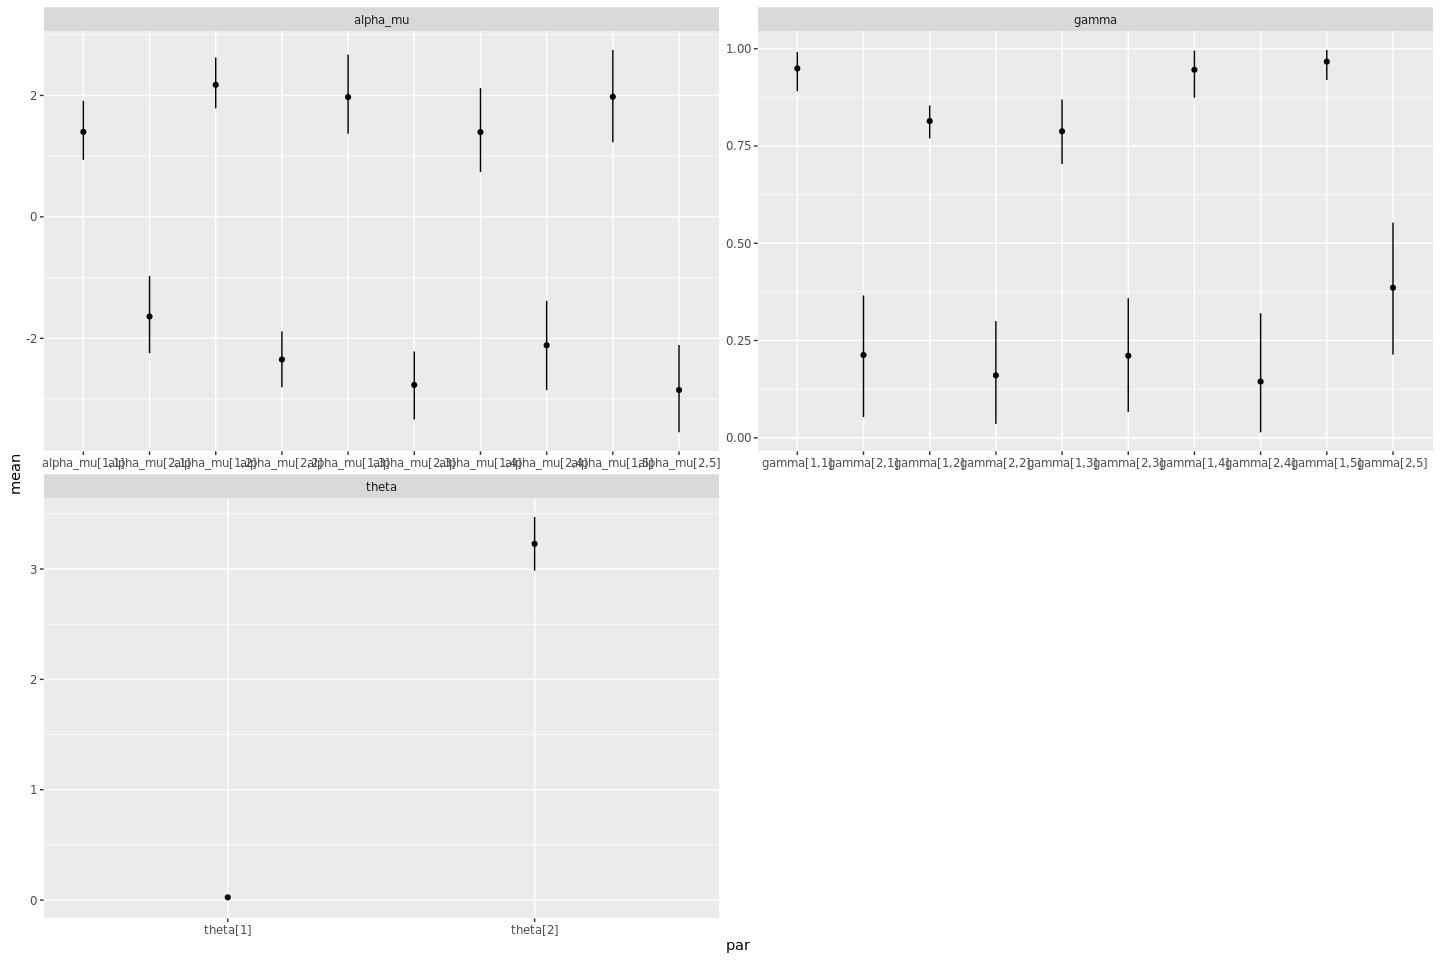 alpha_mu
gamma
2
0
-2
1.00
0.75
0.50
0.25
0.00
alpha_mu[1,1] alpha_mu[2,1] alpha_mu[1,2] alpha_mu[2,2] alpha_mu[1,3] alpha_mu[2,3] alpha_mu[1,4] alpha_mu[2,4] alpha_mu[1,5] alpha_mu[2,5]
gamma[1,1] gamma[2,1] gamma[1,2] gamma[2,2] gamma[1,3] gamma[2,3] gamma[1,4] gamma[2,4] gamma[1,5] gamma[2,5]
mean
theta
3
2
1
0
theta[1] theta[2]
par